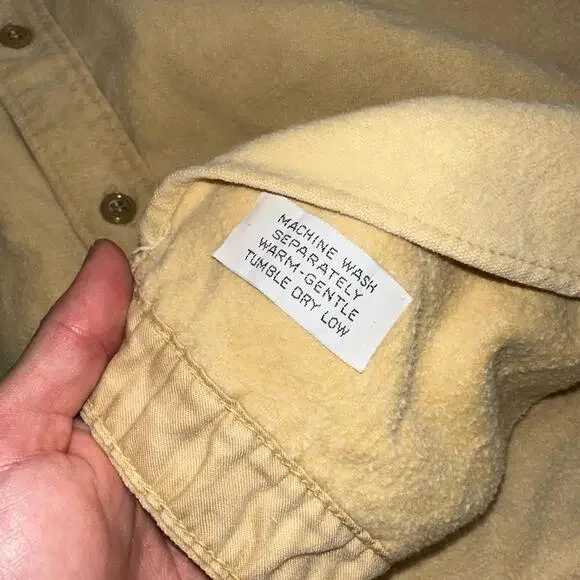 MACHINE WASH
SEPARATELY
WARM-GENTLE
TUMBLE DRY LOW